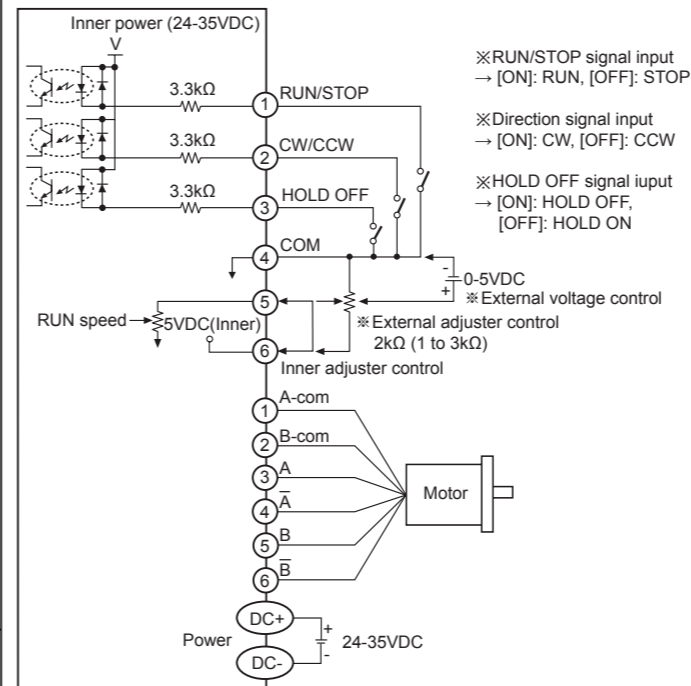 Inner power (24-35VDC)
V
3.3kΩ
1 RUN/STOP
3.3kΩ
2 CW/CCW
3.3kΩ
3 HOLD OFF
4 COM
※RUN/STOP signal input
→ [ON]: RUN, [OFF]: STOP
※Direction signal input
→ [ON]: CW, [OFF]: CCW
※HOLD OFF signal iuput
→ [ON]: HOLD OFF,
[OFF]: HOLD ON
-
0-5VDC
+
※External voltage control
5
RUN speed
5VDC(Inner)
※External adjuster control
2kΩ (1 to 3kΩ)
6
Inner adjuster control
1 A-com
2 B-com
3 A
4 A̅
5 B
6 B̅
Motor
DC+
+
Power
24-35VDC
-
DC-